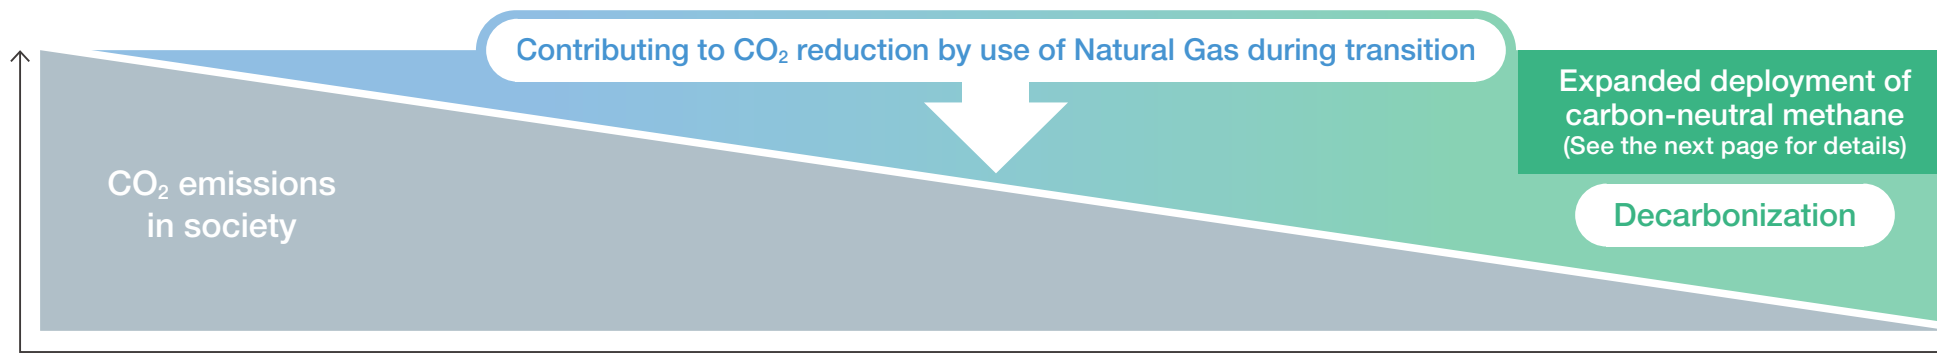 Contributing to CO₂ reduction by use of Natural Gas during transition
Expanded deployment of
carbon-neutral methane
(See the next page for details)
CO₂ emissions
in society
Decarbonization